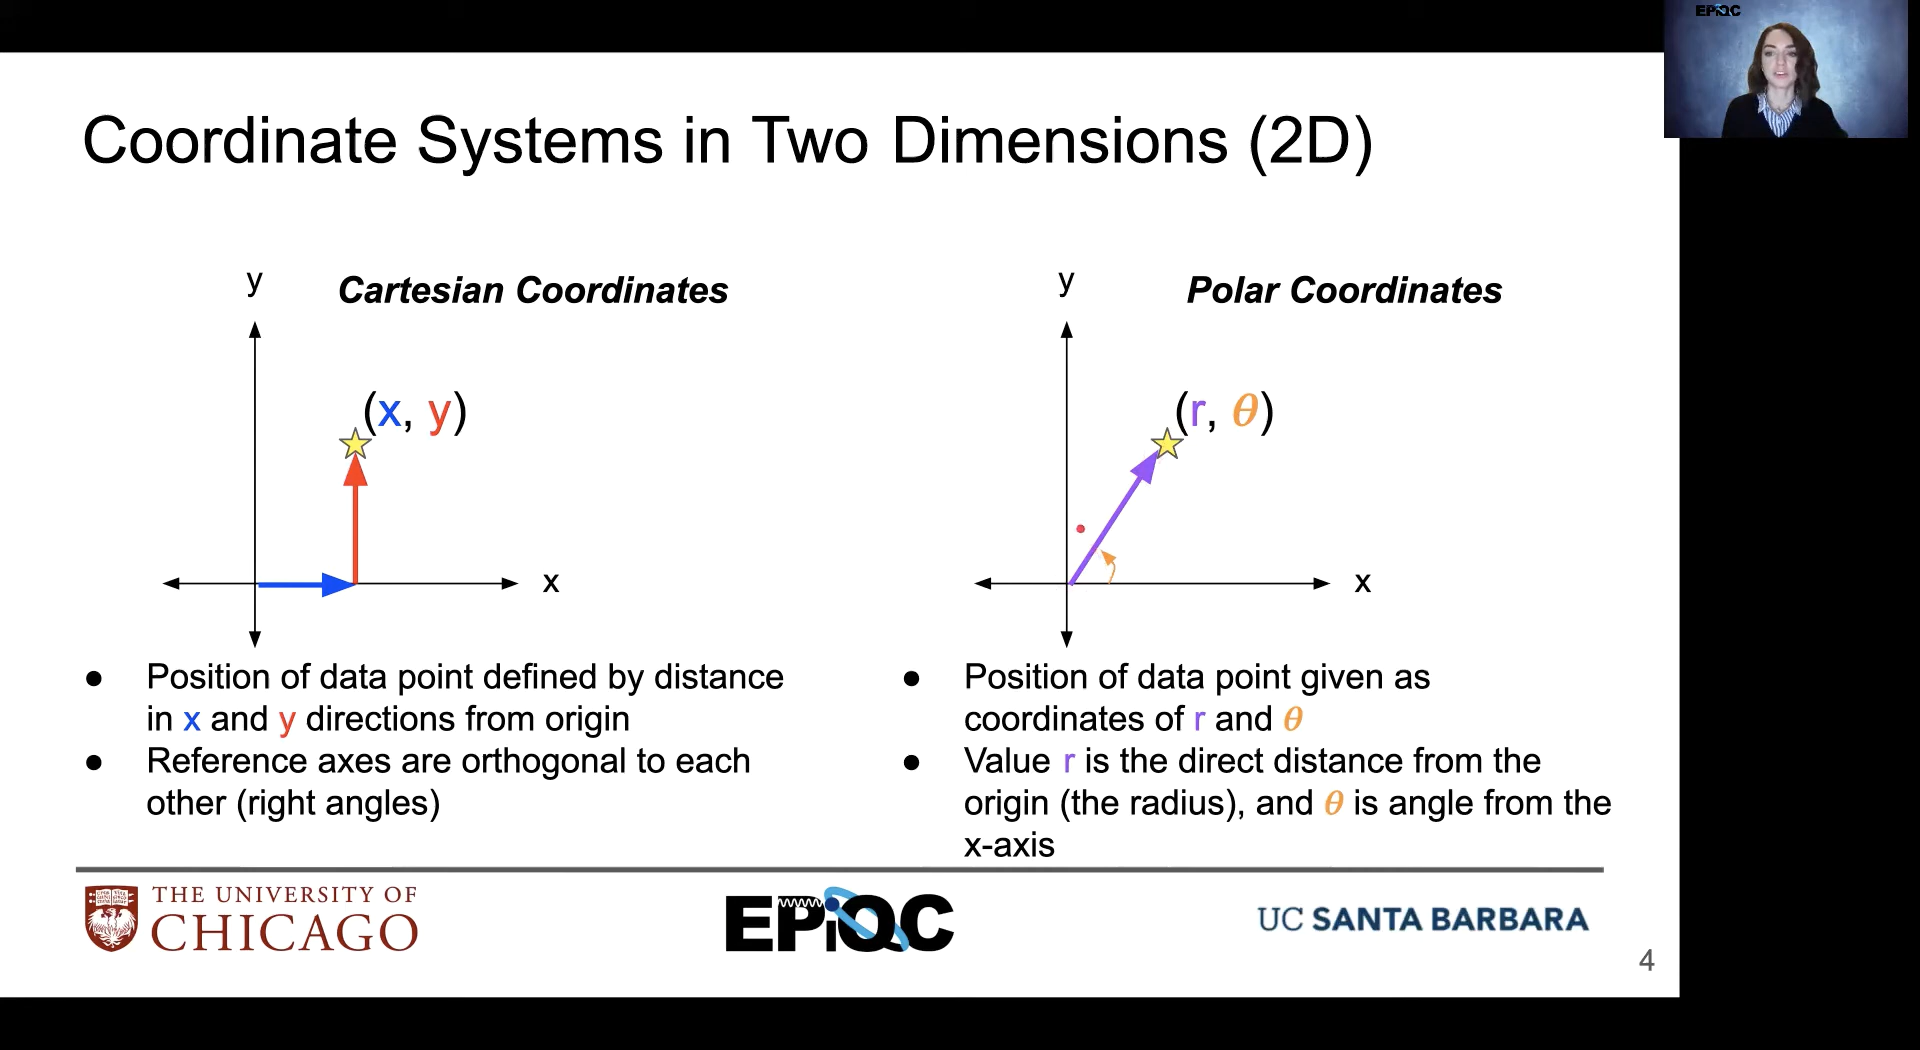 EPiQC
Coordinate Systems in Two Dimensions (2D)
y
Cartesian Coordinates
(x, y)
x
● Position of data point defined by distance
in x and y directions from origin
● Reference axes are orthogonal to each
other (right angles)
y
Polar Coordinates
(r, θ)
x
● Position of data point given as
coordinates of r and θ
● Value r is the direct distance from the
origin (the radius), and θ is angle from the
x-axis
THE UNIVERSITY OF
CHICAGO
EPiQC
UC SANTA BARBARA
4